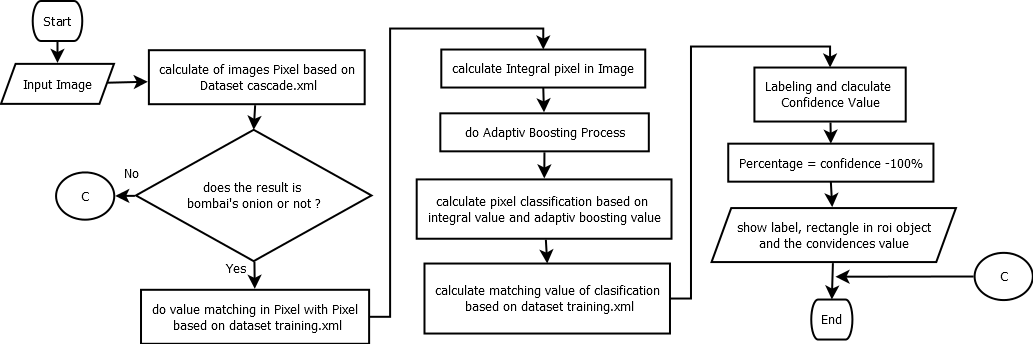 Start
Input Image
calculate of images Pixel based on
Dataset cascade.xml
does the result is
bombai's onion or not ?
No
C
Yes
do value matching in Pixel with Pixel
based on dataset training.xml
calculate Integral pixel in Image
do Adaptiv Boosting Process
calculate pixel classification based on
integral value and adaptiv boosting value
calculate matching value of clasification
based on dataset training.xml
Labeling and claculate
Confidence Value
Percentage = confidence -100%
show label, rectangle in roi object
and the convidences value
C
End